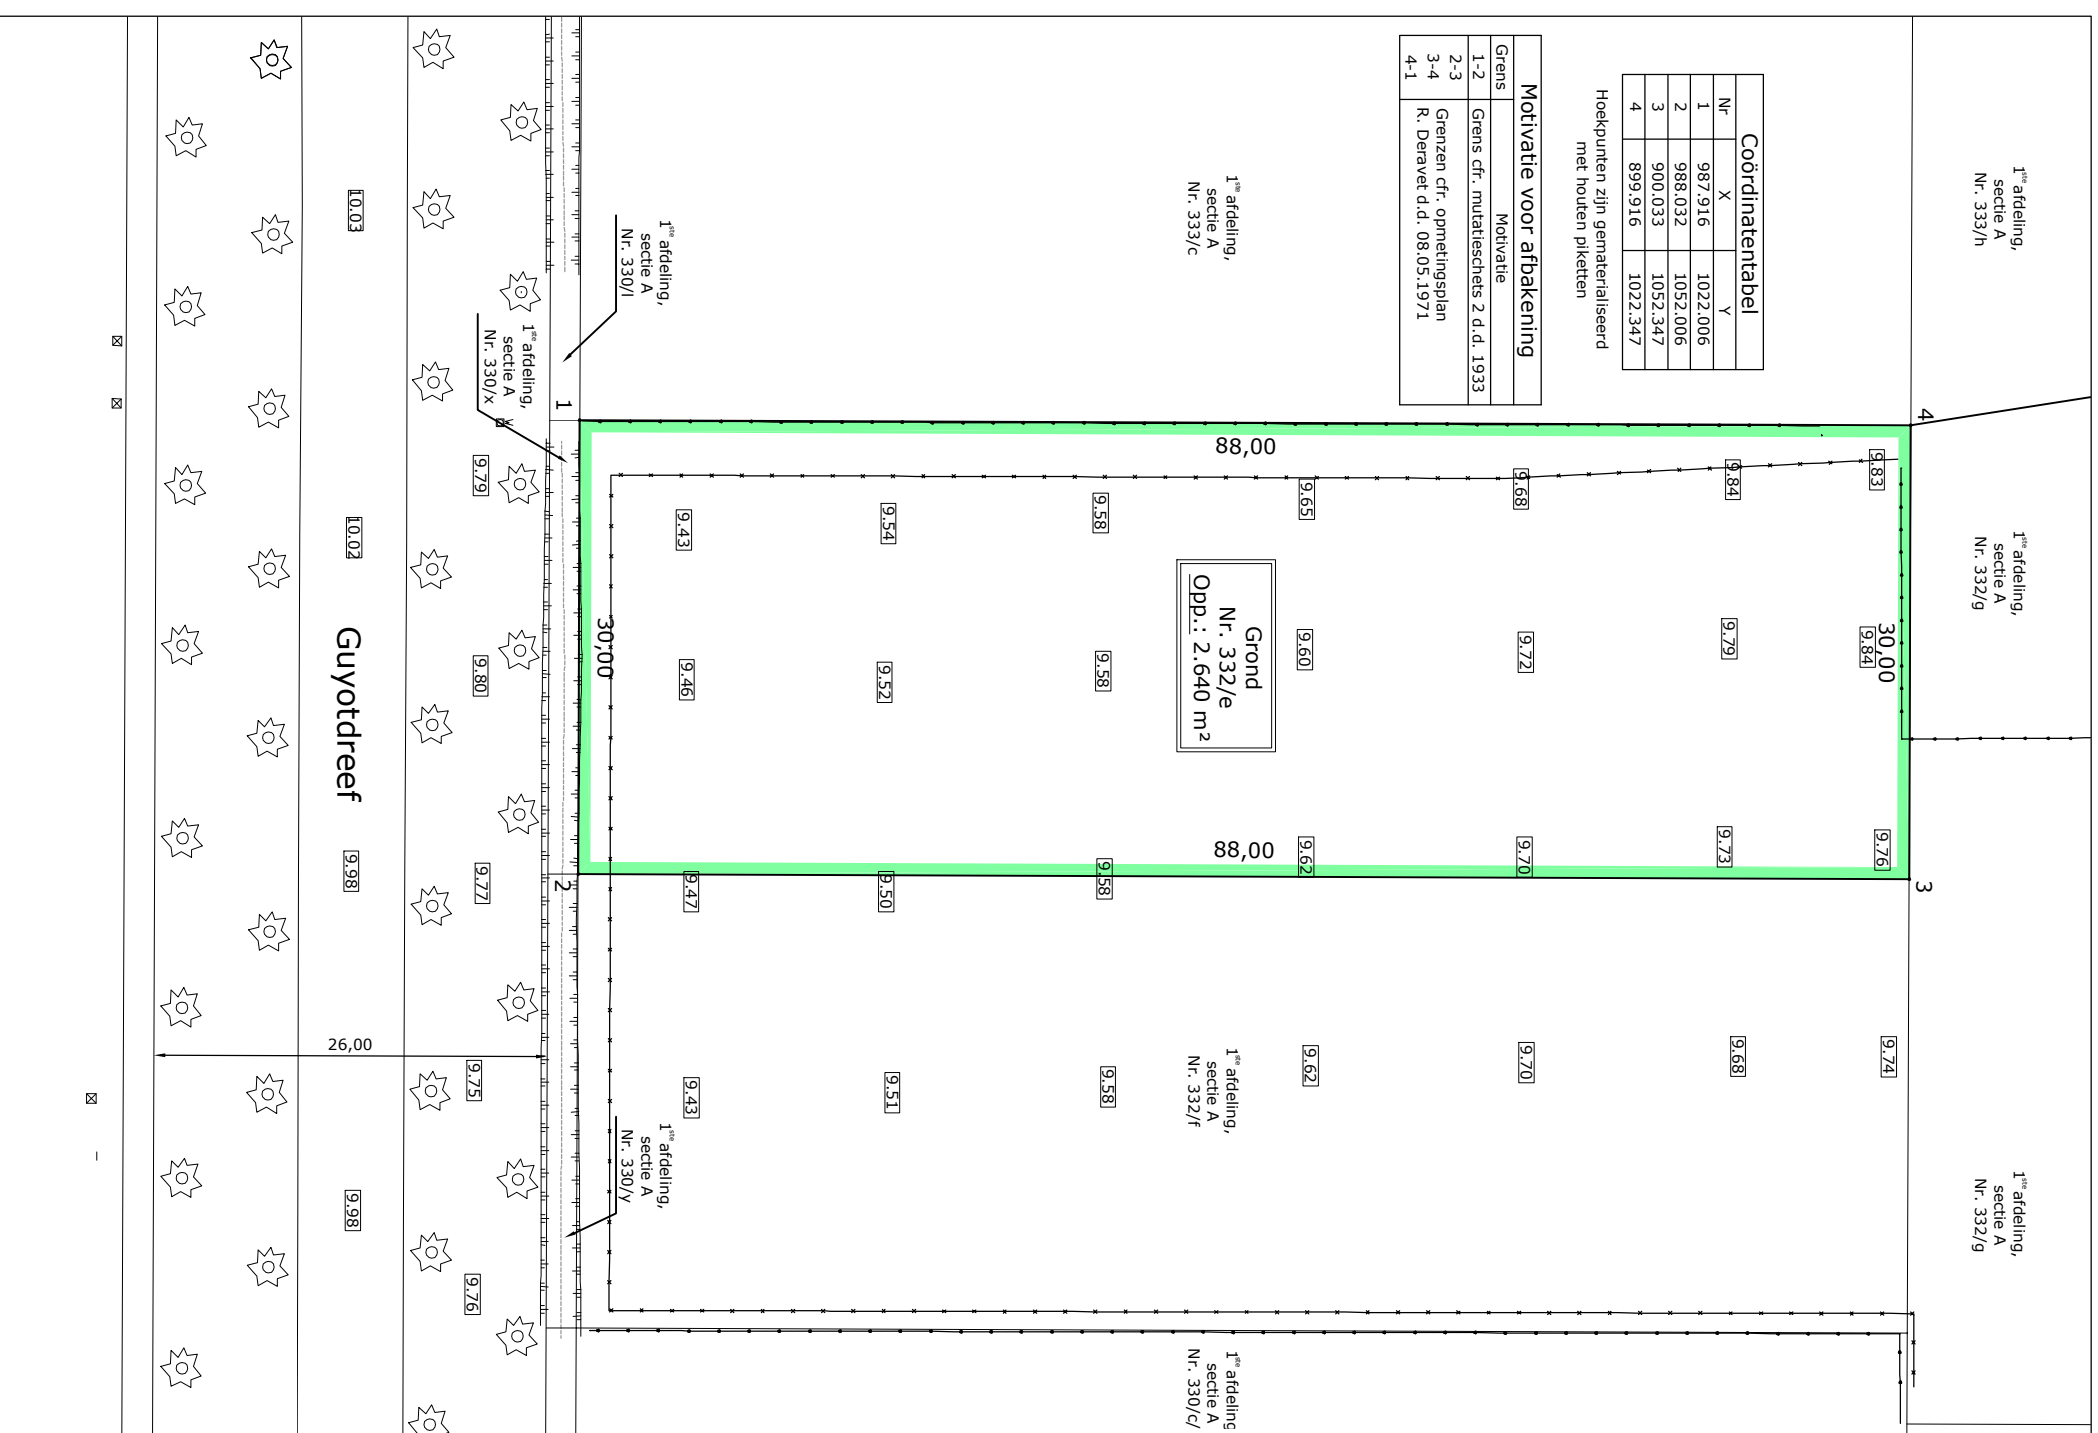 Coördinatentabel
Nr X Y
1 987.916 1022.006
2 988.032 1052.006
3 900.033 1052.347
4 899.916 1022.347
Hoekpunten zijn gematerialiseerd
met houten piketten
Motivatie voor afbakening
Grens Motivatie
1-2 Grens cfr. mutatieschets 2 d.d. 1933
2-3
3-4 Grenzen cfr. opmetingsplan
4-1 R. Deravet d.d. 08.05.1971
1ste afdeling,
sectie A
Nr. 333/h
1ste afdeling,
sectie A
Nr. 332/g
1ste afdeling,
sectie A
Nr. 332/g
4
3
30,00
9.83
9.84
9.76
9.74
9.84
9.79
9.73
9.68
9.68
9.72
9.70
9.70
9.65
9.60
9.62
9.62
1ste afdeling,
sectie A
Nr. 333/c
88,00
Grond
Nr. 332/e
Opp.: 2.640 m²
88,00
1ste afdeling,
sectie A
Nr. 332/f
1ste afdeling
sectie A
Nr. 330/c/
9.58
9.58
9.58
9.58
9.54
9.52
9.50
9.51
9.43
9.46
9.47
9.43
30,00
1ste afdeling,
sectie A
Nr. 330/l
1ste afdeling,
sectie A
Nr. 330/y
1
2
1ste afdeling,
sectie A
Nr. 330/x
9.79
9.80
9.77
9.75
9.76
10.03
10.02
Guyotdreef
9.98
26,00
9.98